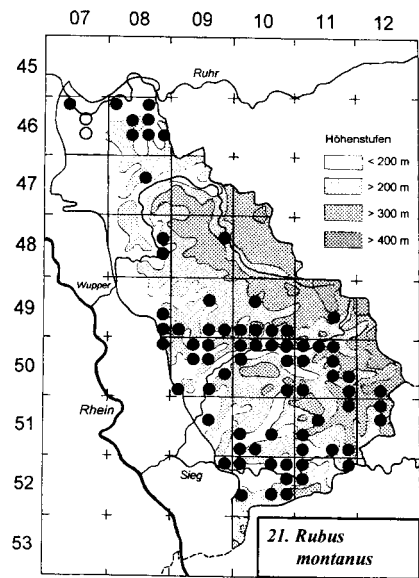 07 08 09 10 11 12
45
46
47
48
49
50
51
52
53
Ruhr
Höhenstufen
< 200 m
> 200 m
> 300 m
> 400 m
Wupper
Rhein
Sieg
21. Rubus
montanus